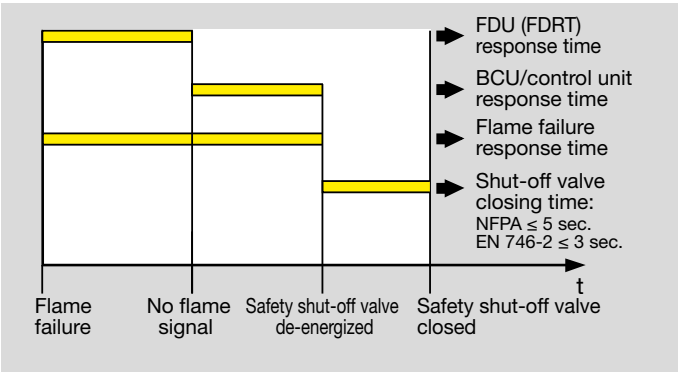 FDU (FDRT)
response time
BCU/control unit
response time
Flame failure
response time
Shut-off valve
closing time:
NFPA ≤ 5 sec.
EN 746-2 ≤ 3 sec.
t
Flame
failure
No flame
signal
Safety shut-off valve
de-energized
Safety shut-off valve
closed